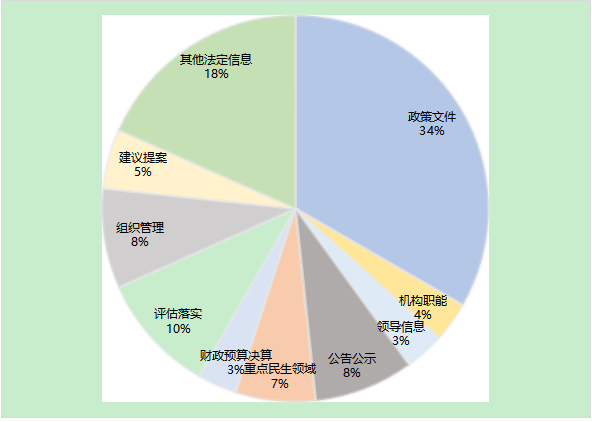 其他法定信息
18%
政策文件
34%
建议提案
5%
组织管理
8%
机构职能
4%
领导信息
3%
评估落实
10%
财政预算决算
3%
重点民生领域
7%
公告公示
8%